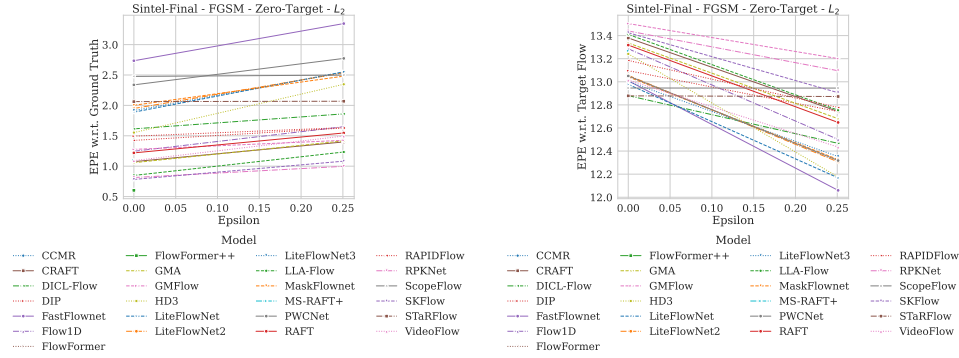 Sintel-Final - FGSM - Zero-Target - L₂
EPE w.r.t. Ground Truth
3.0
2.5
2.0
1.5
1.0
0.5
0.00 0.05 0.10 0.15 0.20 0.25
Epsilon
Model
CCMR FlowFormer++ LiteFlowNet3 RAPIDFlow
CRAFT GMA LLA-Flow RPKNet
DICL-Flow GMFlow MaskFlownet ScopeFlow
DIP HD3 MS-RAFT+ SKFlow
FastFlownet LiteFlowNet PWCNet STaRFlow
Flow1D LiteFlowNet2 RAFT VideoFlow
FlowFormer
Sintel-Final - FGSM - Zero-Target - L₂
EPE w.r.t. Target Flow
13.4
13.2
13.0
12.8
12.6
12.4
12.2
12.0
0.00 0.05 0.10 0.15 0.20 0.25
Epsilon
Model
CCMR FlowFormer++ LiteFlowNet3 RAPIDFlow
CRAFT GMA LLA-Flow RPKNet
DICL-Flow GMFlow MaskFlownet ScopeFlow
DIP HD3 MS-RAFT+ SKFlow
FastFlownet LiteFlowNet PWCNet STaRFlow
Flow1D LiteFlowNet2 RAFT VideoFlow
FlowFormer